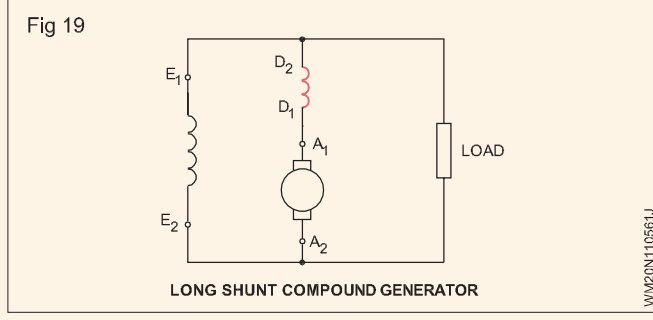 Fig 19
D2
E1
D1
A1
LOAD
E2
A2
LONG SHUNT COMPOUND GENERATOR
WM20N110561J